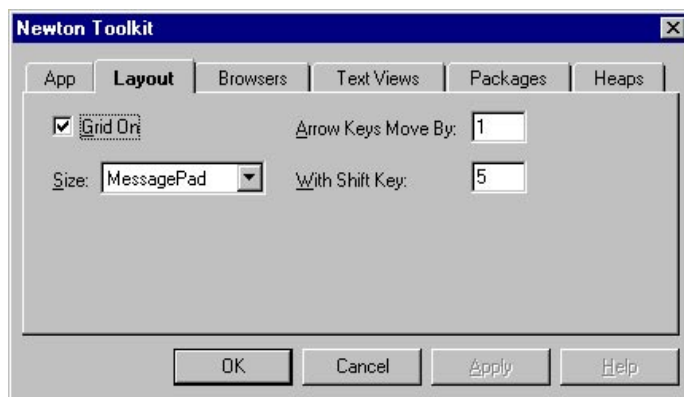 Newton Toolkit
App Layout Browsers Text Views Packages Heaps
Grid On Arrow Keys Move By: 1
Size: MessagePad With Shift Key: 5
OK Cancel Apply Help